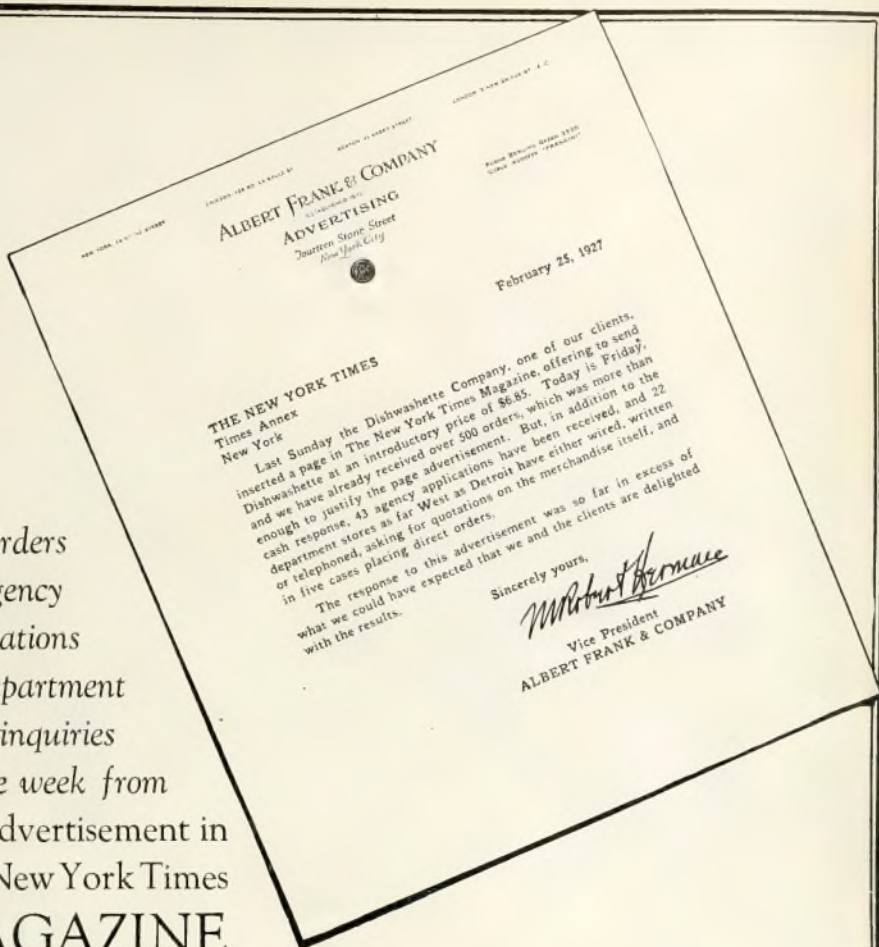 ALBERT FRANK & COMPANY
ADVERTISING
Fourteen Stone Street
New York City
February 25, 1927
THE NEW YORK TIMES
Times Annex
New York
Last Sunday the Dishwashette Company, one of our clients,
inserted a page in The New York Times Magazine, offering to send
Dishwashette at an introductory price of $6.85. Today is Friday,
and we have already received over 500 orders, which was more than
enough to justify the page advertisement. But, in addition to the
cash response, 43 agency applications have been received, and 22
department stores as far West as Detroit have either wired, written
or telephoned, asking for quotations on the merchandise itself, and
in five cases placing direct orders.
The response to this advertisement was so far in excess of
what we could have expected that we and the clients are delighted
with the results.
Sincerely yours,
Vice President
ALBERT FRANK & COMPANY
rders
gency
ations
partment
inquiries
e week from
dvertisement in
New York Times
AGAZINE